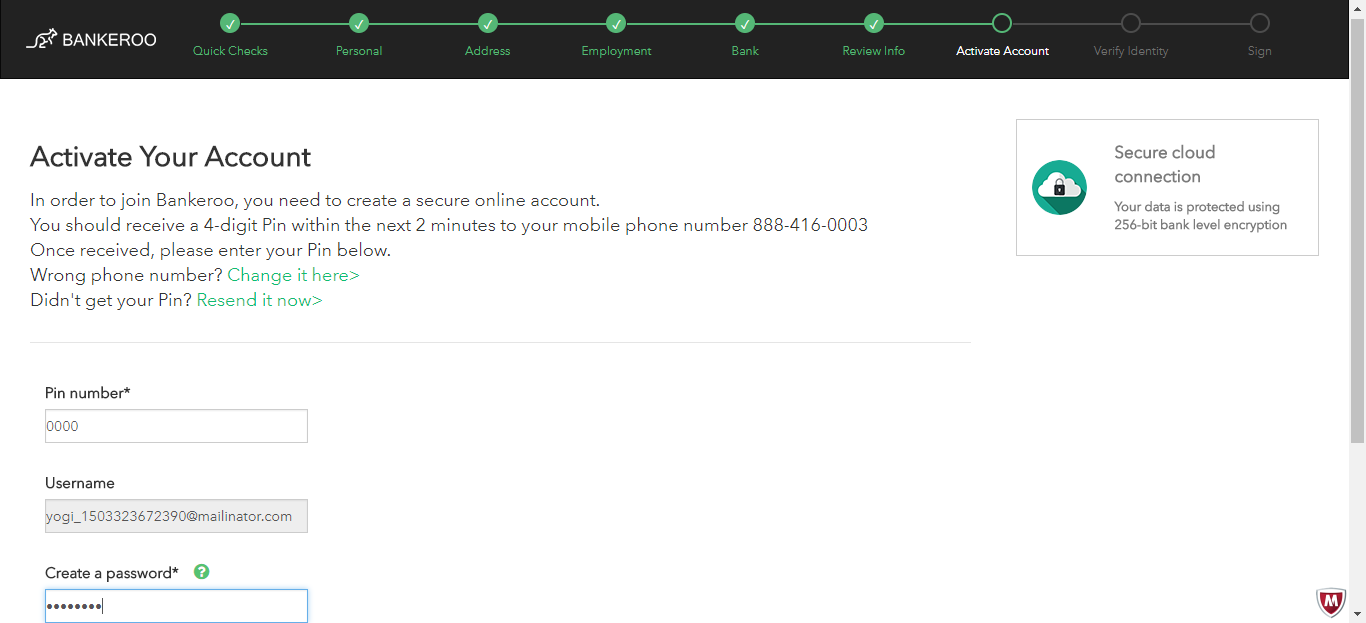 BANKEROO
Quick Checks
Personal
Address
Employment
Bank
Review Info
Activate Account
Verify Identity
Sign
Activate Your Account
In order to join Bankeroo, you need to create a secure online account.
You should receive a 4-digit Pin within the next 2 minutes to your mobile phone number 888-416-0003
Once received, please enter your Pin below.
Wrong phone number? Change it here>
Didn't get your Pin? Resend it now>
Secure cloud
connection
Your data is protected using
256-bit bank level encryption
Pin number*
0000
Username
yogi_1503323672390@mailinator.com
Create a password* ?
••••••••
M